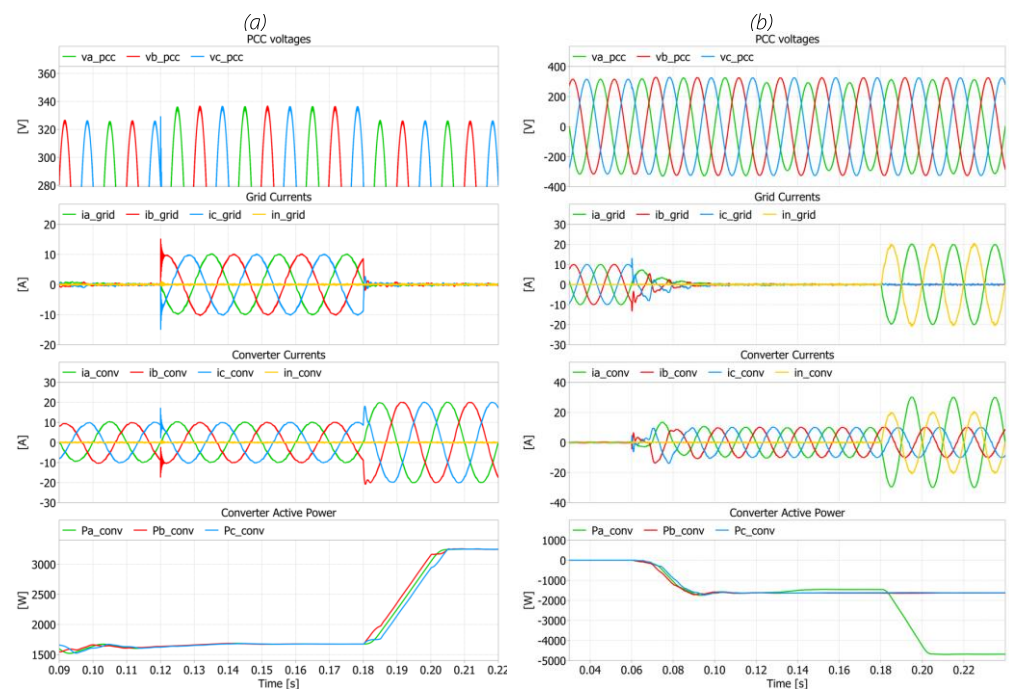 (a)
PCC voltages
va_pcc vb_pcc vc_pcc
360
340
320
300
280
[V]
Grid Currents
ia_grid ib_grid ic_grid in_grid
20
10
0
-10
-20
[A]
Converter Currents
ia_conv ib_conv ic_conv in_conv
30
20
10
0
-10
-20
-30
[A]
Converter Active Power
Pa_conv Pb_conv Pc_conv
3000
2500
2000
1500
[W]
0.09 0.10 0.11 0.12 0.13 0.14 0.15 0.16 0.17 0.18 0.19 0.20 0.21 0.22
Time [s]
(b)
PCC voltages
va_pcc vb_pcc vc_pcc
400
200
0
-200
-400
[V]
Grid Currents
ia_grid ib_grid ic_grid in_grid
30
20
10
0
10
20
-30
[A]
Converter Currents
ia_conv ib_conv ic_conv in_conv
40
20
0
-20
-40
[A]
Converter Active Power
Pa_conv Pb_conv Pc_conv
1000
0
-1000
-2000
-3000
-4000
-5000
[W]
0.04 0.06 0.08 0.10 0.12 0.14 0.16 0.18 0.20 0.22
Time [s]